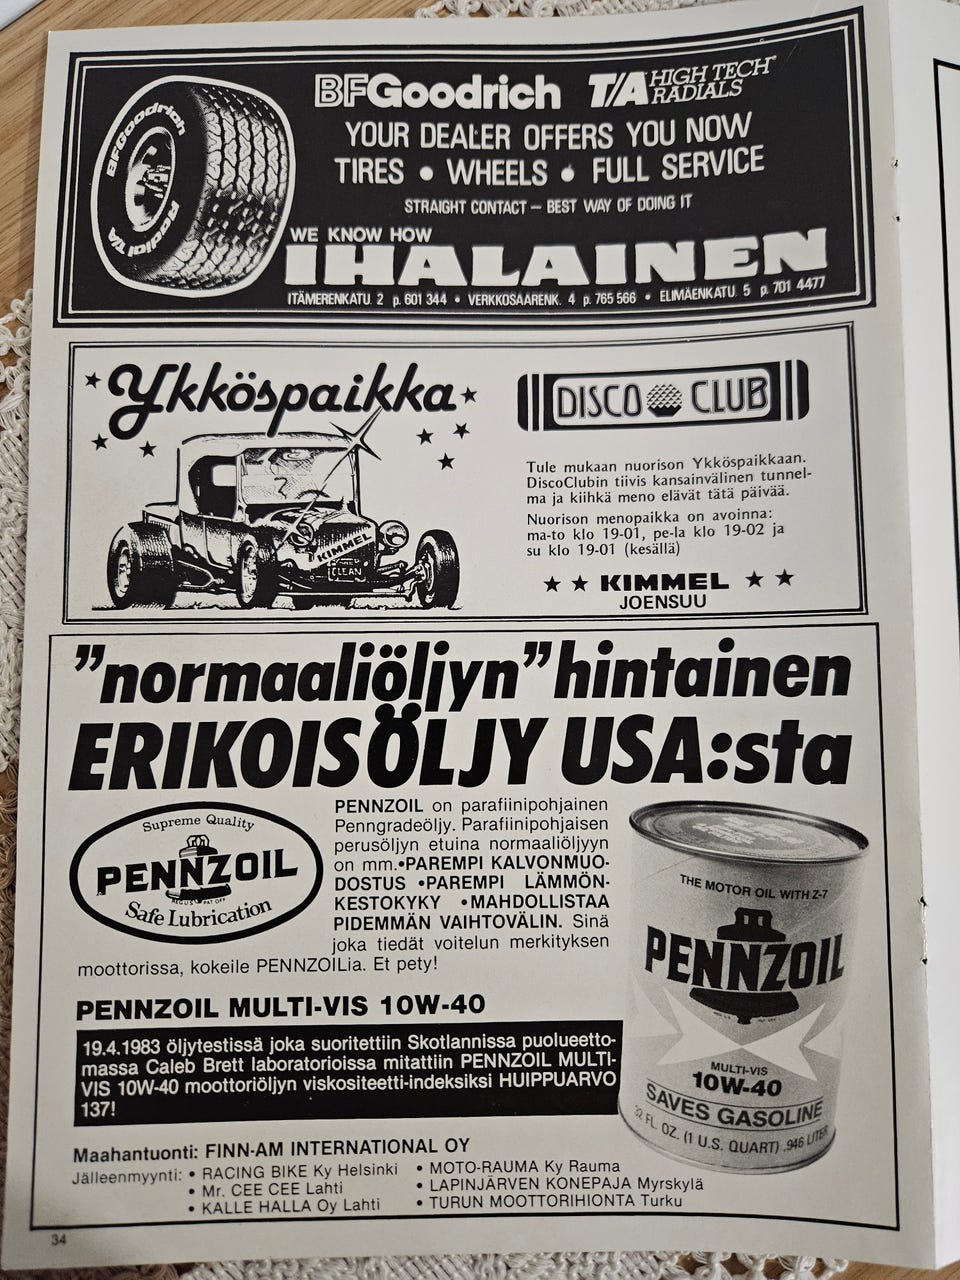 BFGoodrich T/A HIGH TECH RADIALS
BFGoodrich
Radial T/A
YOUR DEALER OFFERS YOU NOW
TIRES • WHEELS • FULL SERVICE
STRAIGHT CONTACT — BEST WAY OF DOING IT
WE KNOW HOW
IHALAINEN
ITÄMERENKATU 2 p. 601 344 • VERKKOSAARENK. 4 p. 765 566 • ELIMÄENKATU 5 p. 701 4477
Ykköspaikka
KIMMEL
CLEAN
DISCO CLUB
Tule mukaan nuorison Ykköspaikkaan.
DiscoClubin tiivis kansainvälinen tunnel-
ma ja kiihkä meno elävät tätä päivää.
Nuorison menopaikka on avoinna:
ma-to klo 19-01, pe-la klo 19-02 ja
su klo 19-01 (kesällä)
KIMMEL
JOENSUU
”normaaliöljyn” hintainen
ERIKOISÖLJY USA:sta
Supreme Quality
PENNZOIL
Safe Lubrication
PENNZOIL on parafiinipohjainen
Penngradeöljy. Parafiinipohjaisen
perusöljyn etuina normaaliöljyyn
on mm. •PAREMPI KALVONMUO-
DOSTUS •PAREMPI LÄMMÖN-
KESTOKYKY •MAHDOLLISTAA
PIDEMMÄN VAIHTOVÄLIN. Sinä
joka tiedät voitelun merkityksen
moottorissa, kokeile PENNZOILia. Et pety!
PENNZOIL MULTI-VIS 10W-40
19.4.1983 öljytestissä joka suoritettiin Skotlannissa puolueetto-
massa Caleb Brett laboratorioissa mitattiin PENNZOIL MULTI-
VIS 10W-40 moottoriöljyn viskositeetti-indeksiksi HUIPPUARVO
137!
THE MOTOR OIL WITH Z-7
PENNZOIL
MULTI-VIS
10W-40
SAVES GASOLINE
32 FL. OZ. (1 U.S. QUART) .946 LITER
Maahantuonti: FINN-AM INTERNATIONAL OY
Jälleenmyynti: • RACING BIKE Ky Helsinki
• Mr. CEE CEE Lahti
• KALLE HALLA Oy Lahti
• MOTO-RAUMA Ky Rauma
• LAPINJÄRVEN KONEPAJA Myrskylä
• TURUN MOOTTORIHIONTA Turku
34